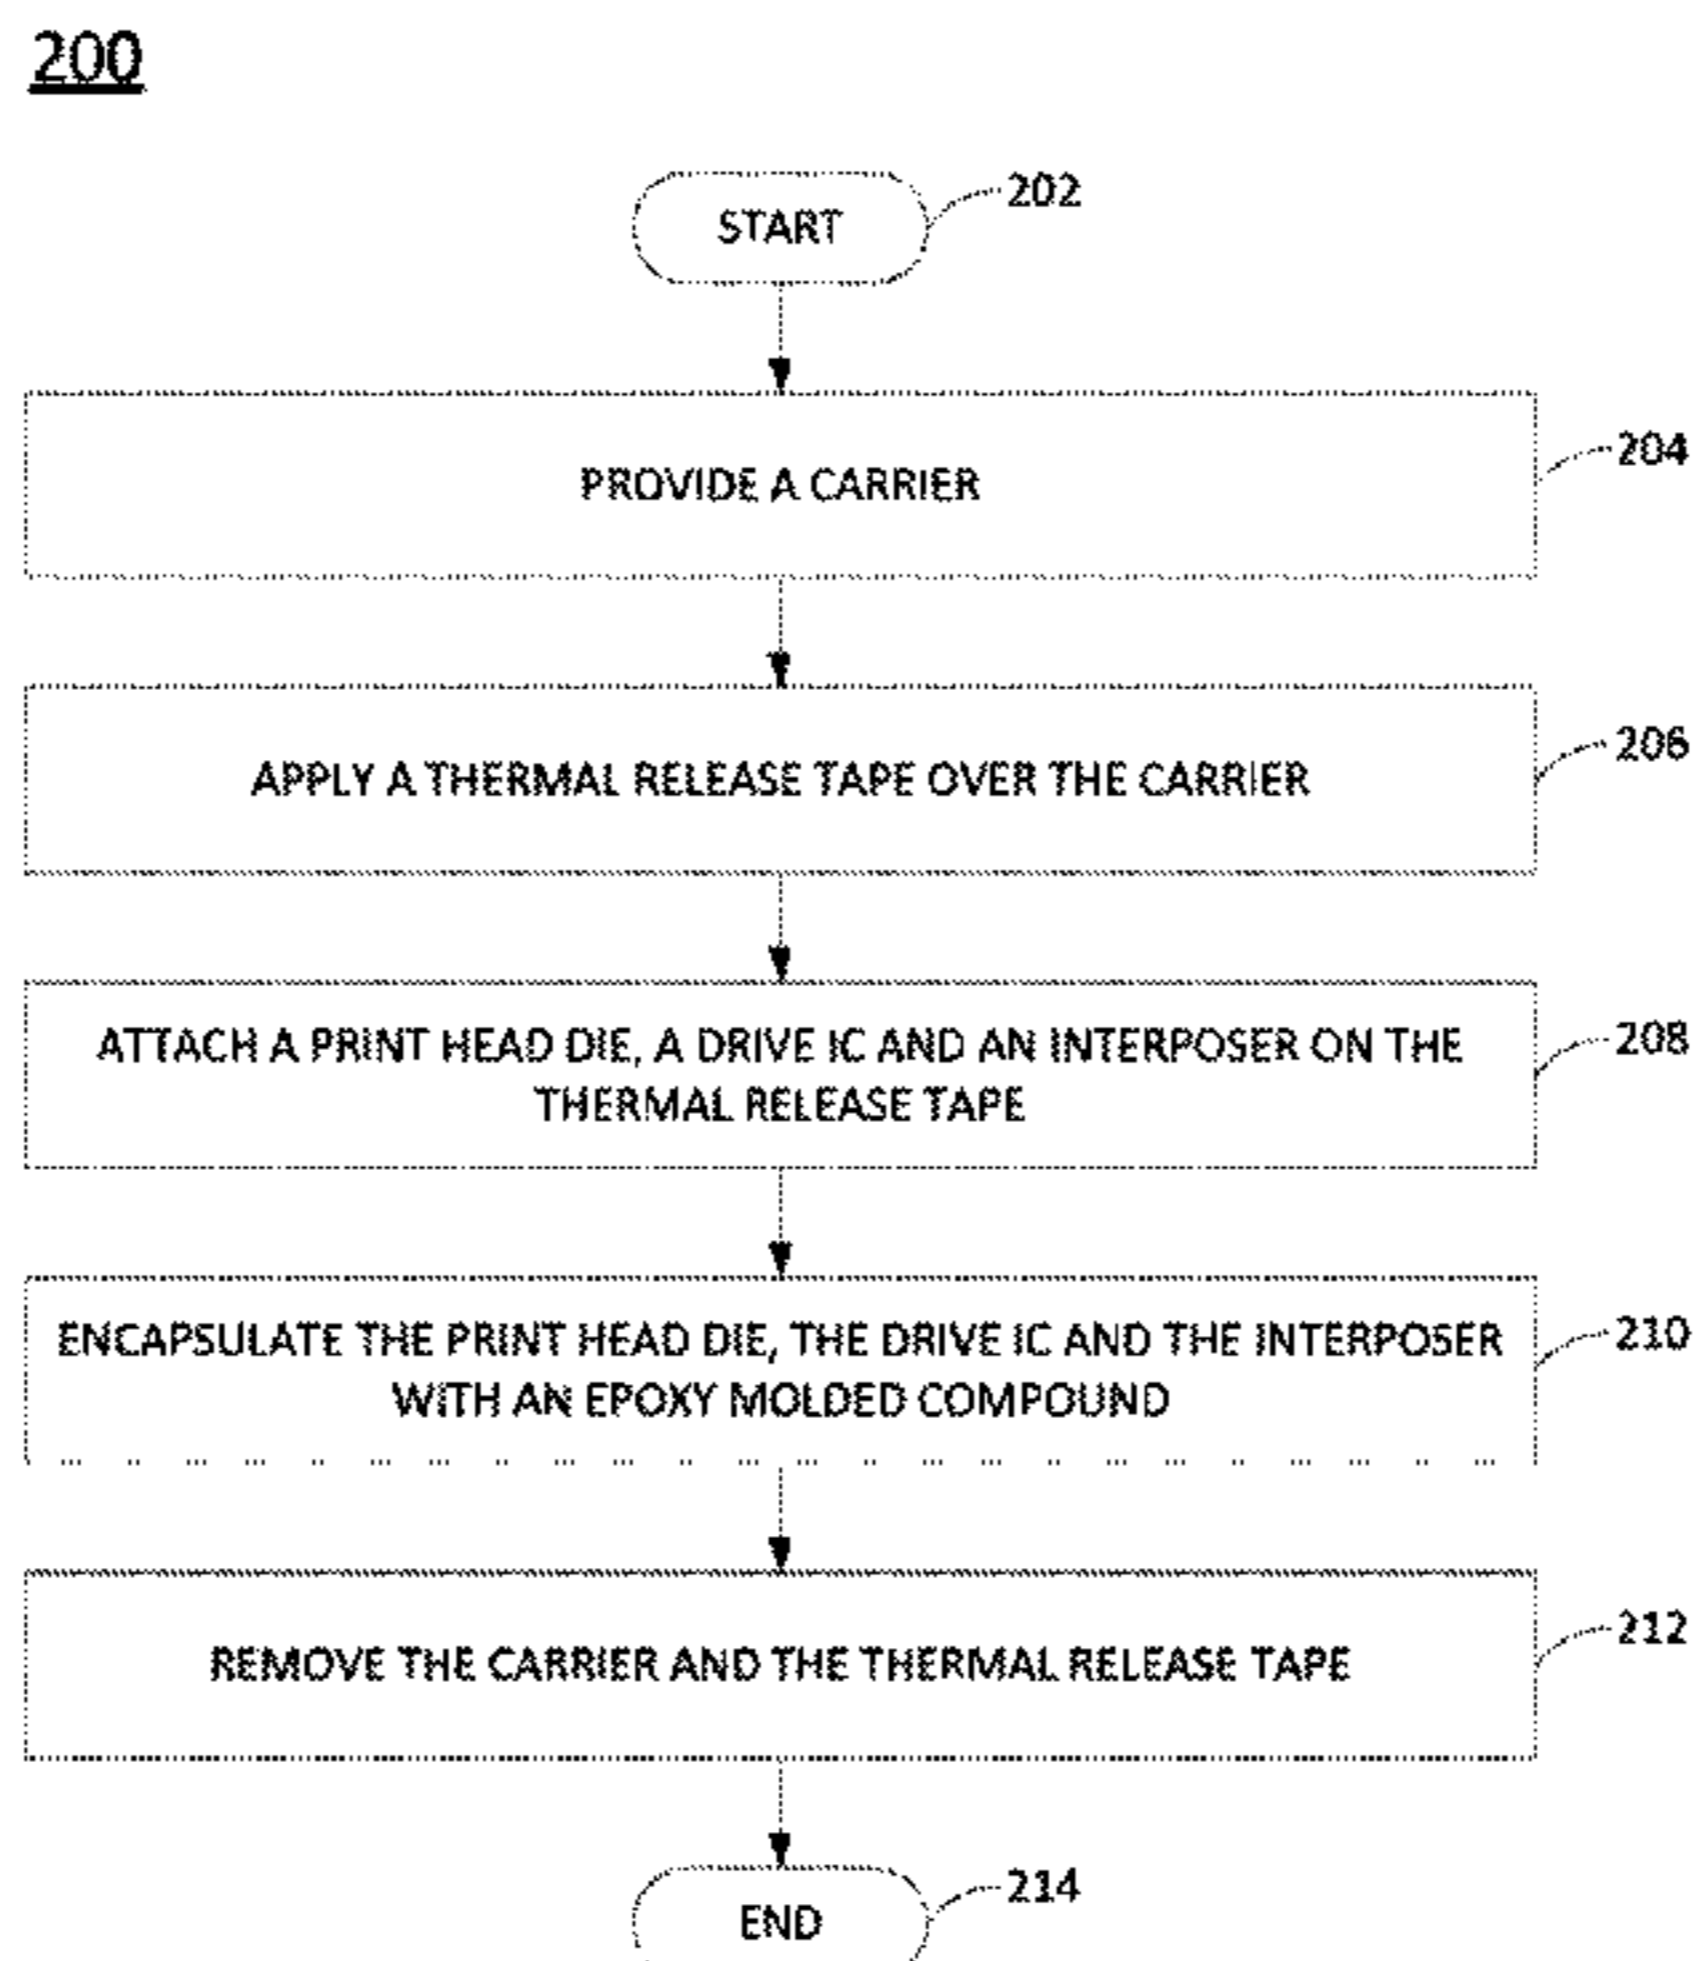 200
START
202
PROVIDE A CARRIER
204
APPLY A THERMAL RELEASE TAPE OVER THE CARRIER
206
ATTACH A PRINT HEAD DIE, A DRIVE IC AND AN INTERPOSER ON THE
THERMAL RELEASE TAPE
208
ENCAPSULATE THE PRINT HEAD DIE, THE DRIVE IC AND THE INTERPOSER
WITH AN EPOXY MOLDED COMPOUND
210
REMOVE THE CARRIER AND THE THERMAL RELEASE TAPE
212
END
214